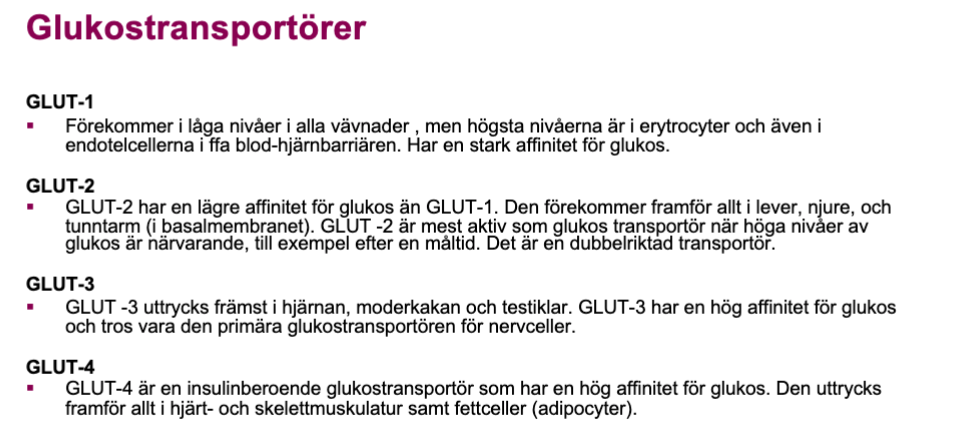 Glukostransportörer
GLUT-1
▪ Förekommer i låga nivåer i alla vävnader , men högsta nivåerna är i erytrocyter och även i
endotelcellerna i ffa blod-hjärnbarriären. Har en stark affinitet för glukos.
GLUT-2
▪ GLUT-2 har en lägre affinitet för glukos än GLUT-1. Den förekommer framför allt i lever, njure, och
tunntarm (i basalmembranet). GLUT -2 är mest aktiv som glukos transportör när höga nivåer av
glukos är närvarande, till exempel efter en måltid. Det är en dubbelriktad transportör.
GLUT-3
▪ GLUT -3 uttrycks främst i hjärnan, moderkakan och testiklar. GLUT-3 har en hög affinitet för glukos
och tros vara den primära glukostransportören för nervceller.
GLUT-4
▪ GLUT-4 är en insulinberoende glukostransportör som har en hög affinitet för glukos. Den uttrycks
framför allt i hjärt- och skelettmuskulatur samt fettceller (adipocyter).